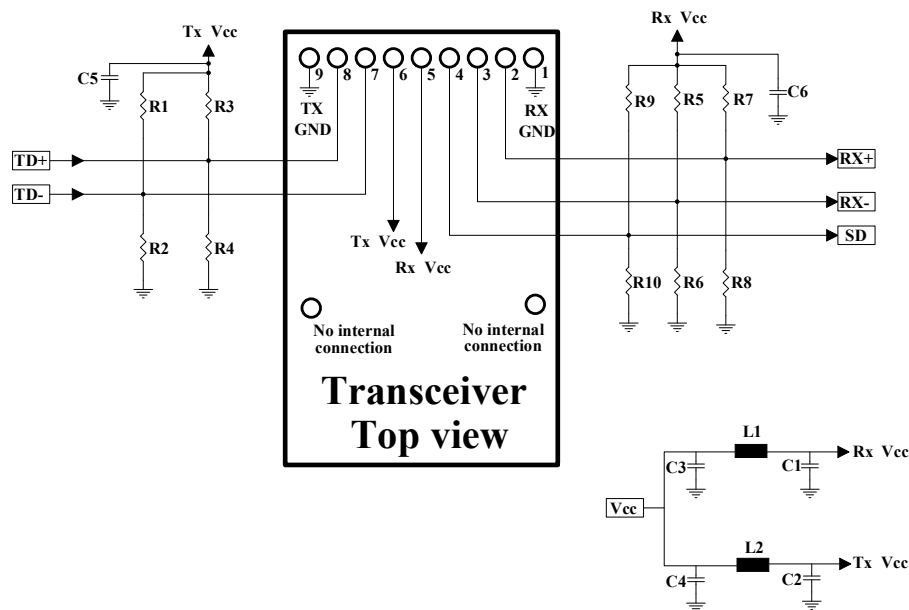 Tx Vcc
Rx Vcc
C5
C6
R1
R3
R9
R5
R7
9
8
7
6
5
4
3
2
1
TX
GND
RX
GND
TD+
TD-
RX+
RX-
SD
Tx Vcc
Rx Vcc
R2
R4
R10
R6
R8
No internal
connection
No internal
connection
Transceiver
Top view
L1
C3
C1
Rx Vcc
Vcc
L2
C4
C2
Tx Vcc